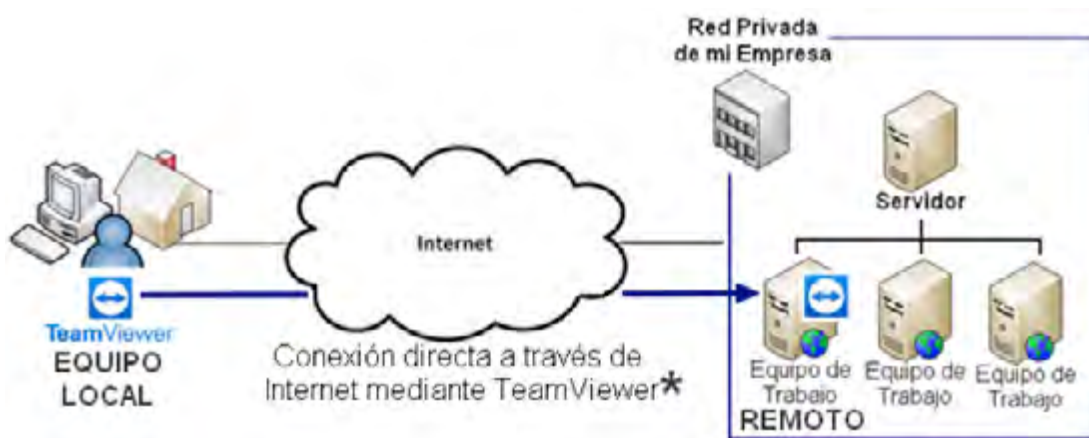 Red Privada
de mi Empresa
Servidor
Internet
TeamViewer
EQUIPO
LOCAL
Conexión directa a través de
Internet mediante TeamViewer*
Equipo de
Trabajo
REMOTO
Equipo de
Trabajo
Equipo de
Trabajo